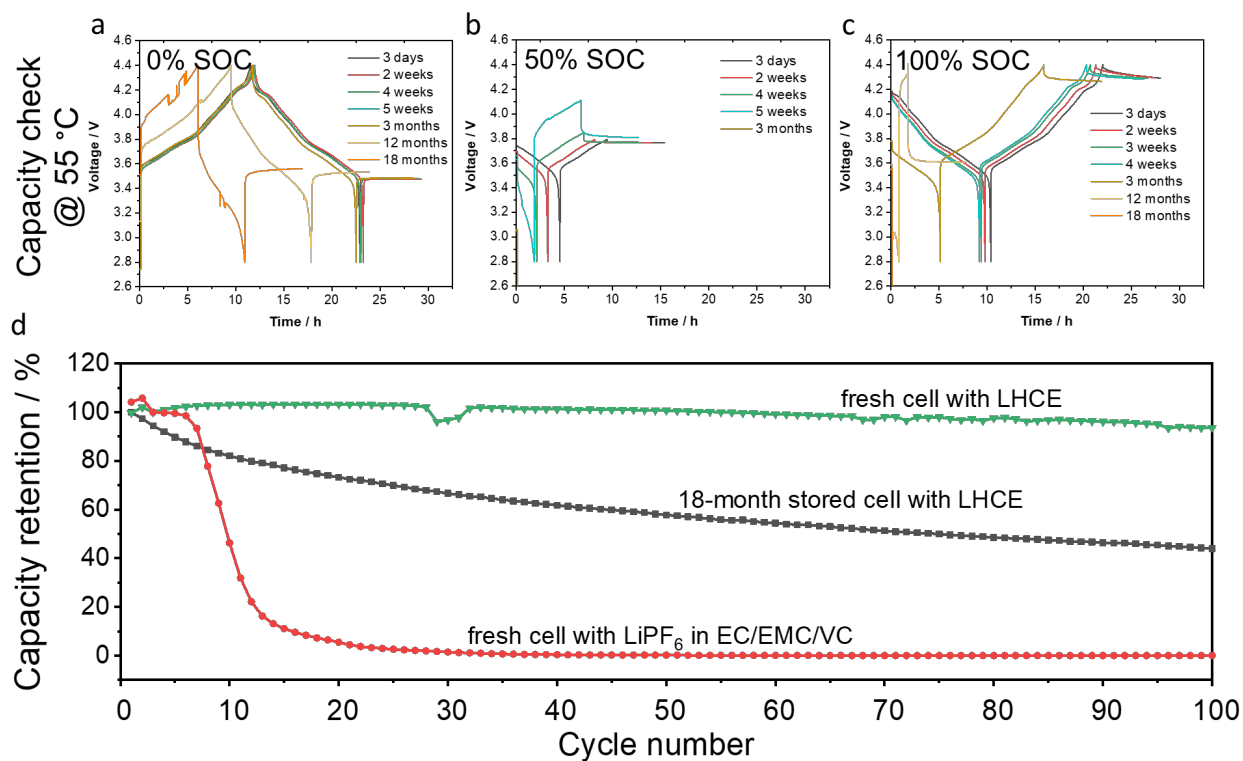 Capacity check
@ 55 °C
a
0% SOC
4.6
4.4
4.2
4.0
3.8
3.6
3.4
3.2
3.0
2.8
2.6
Voltage / V
3 days
2 weeks
4 weeks
5 weeks
3 months
12 months
18 months
0 5 10 15 20 25 30
Time / h
b
50% SOC
4.6
4.4
4.2
4.0
3.8
3.6
3.4
3.2
3.0
2.8
2.6
Voltage / V
3 days
2 weeks
4 weeks
5 weeks
3 month
0 5 10 15 20 25 30
Time / h
c
100% SOC
4.6
4.4
4.2
4.0
3.8
3.6
3.4
3.2
3.0
2.8
2.6
Voltage / V
3 days
2 weeks
3 weeks
4 weeks
3 months
12 months
18 months
0 5 10 15 20 25 30
Time / h
d
Capacity retention / %
120
100
80
60
40
20
0
fresh cell with LHCE
18-month stored cell with LHCE
fresh cell with LiPF6 in EC/EMC/VC
0 10 20 30 40 50 60 70 80 90 100
Cycle number